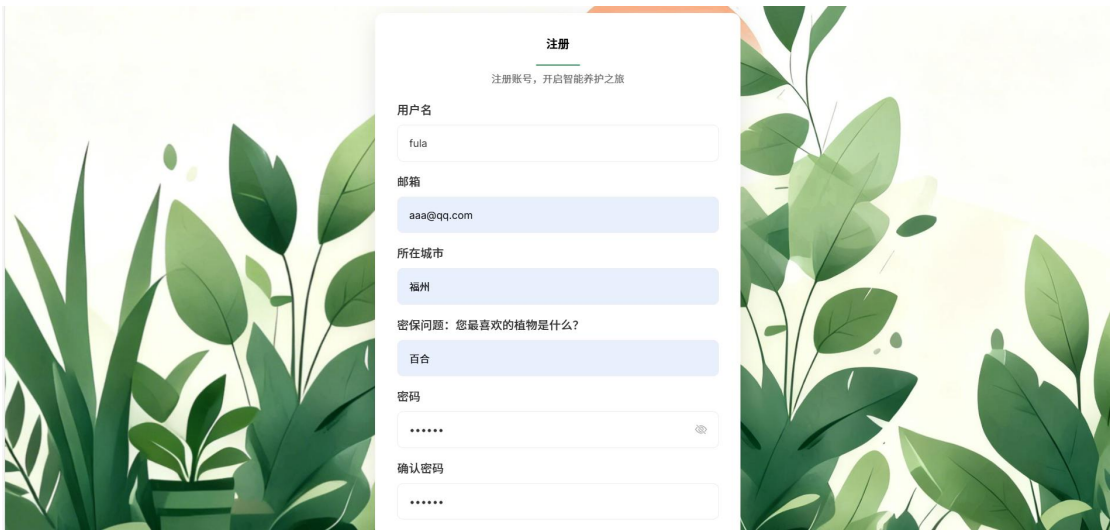 注册
注册账号，开启智能养护之旅
用户名
fula
邮箱
aaa@qq.com
所在城市
福州
密保问题：您最喜欢的植物是什么？
百合
密码
••••••
确认密码
••••••